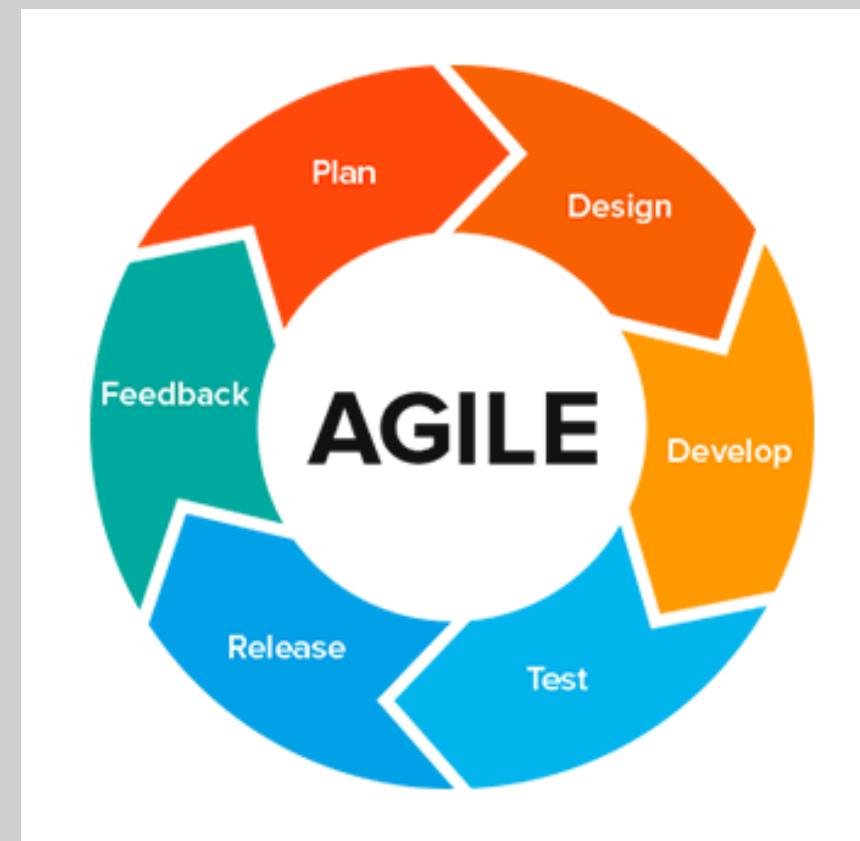 Plan
Design
Feedback
AGILE
Develop
Release
Test